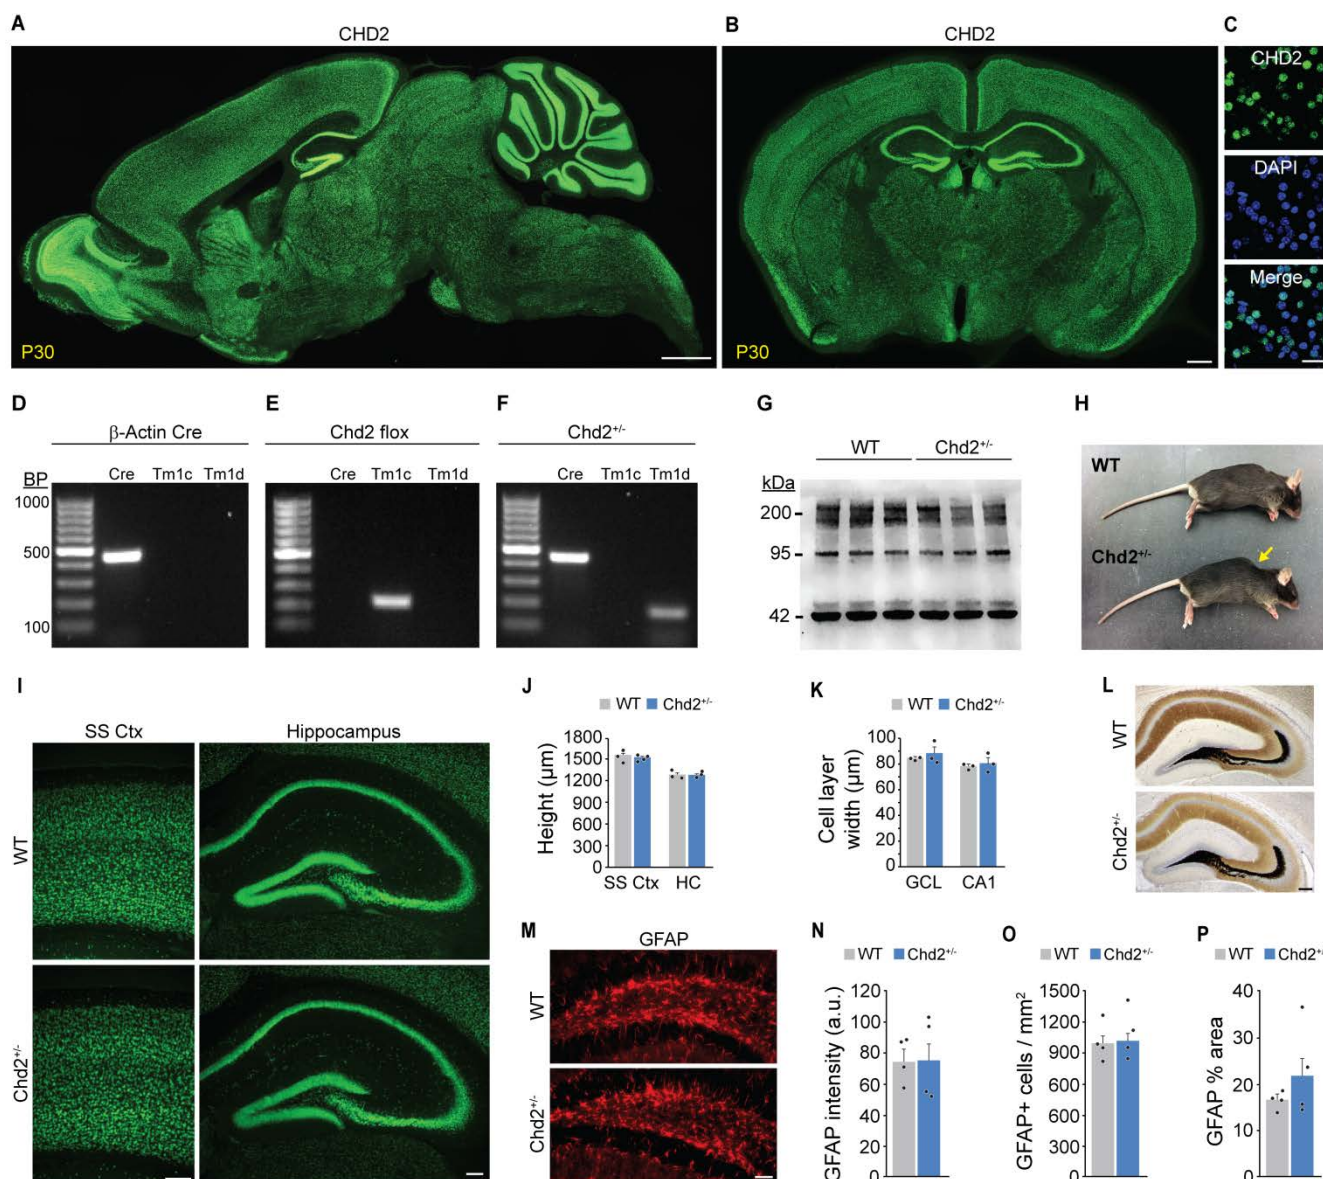 A
CHD2
P30
B
CHD2
P30
C
CHD2
DAPI
Merge
D
β-Actin Cre
BP
Cre Tm1c Tm1d
1000
500
100
E
Chd2 flox
Cre Tm1c Tm1d
F
Chd2+/-
Cre Tm1c Tm1d
G
WT Chd2+/-
kDa
200
95
42
H
WT
Chd2+/-
I
SS Ctx Hippocampus
WT
Chd2+/-
J
WT Chd2+/-
Height (µm)
1800
1500
1200
900
600
300
0
SS Ctx HC
K
WT Chd2+/-
Cell layer
width (µm)
100
80
60
40
20
0
GCL CA1
L
WT
Chd2+/-
M
GFAP
WT
Chd2+/-
N
WT Chd2+/-
GFAP intensity (a.u.)
120
100
80
60
40
20
0
O
WT Chd2+/-
GFAP+ cells / mm²
1500
1200
900
600
300
0
P
WT Chd2+/
GFAP % area
40
30
20
10
0